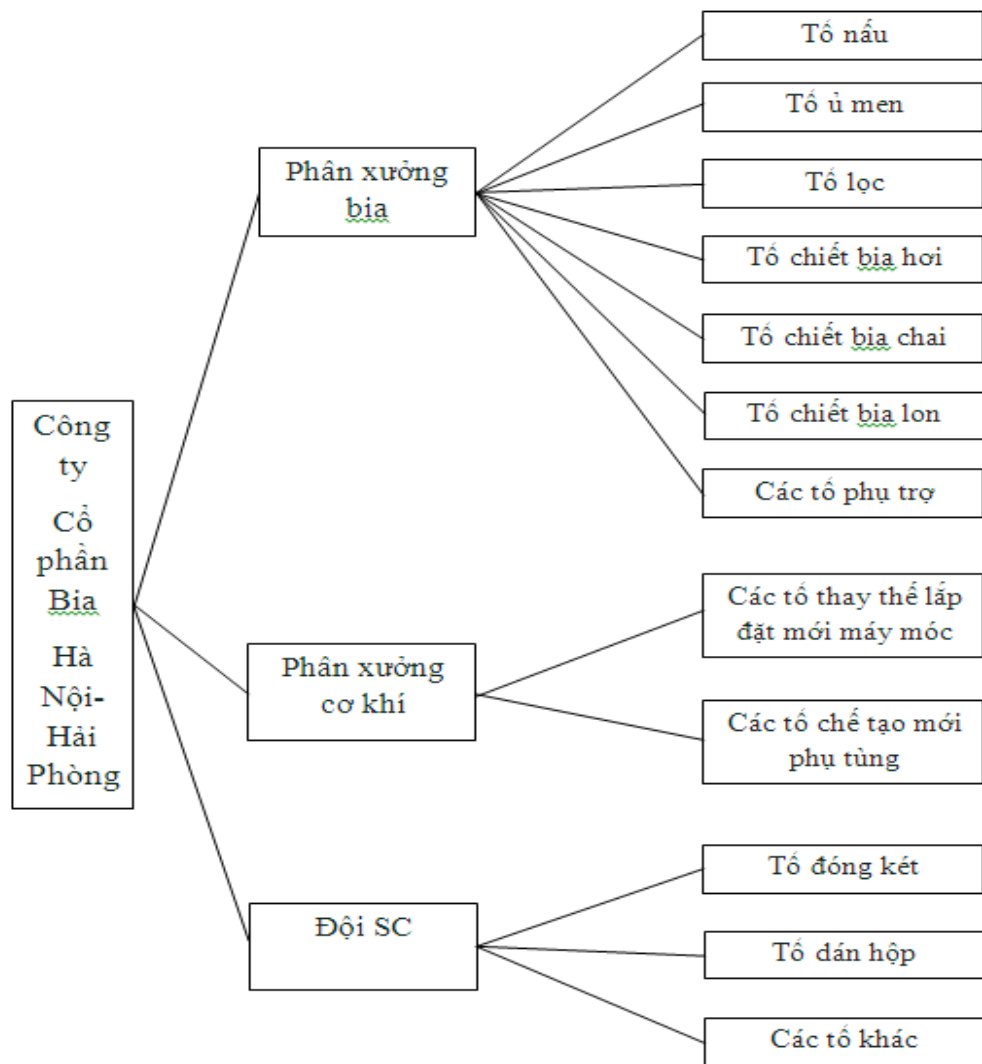 Tổ nấu
Tổ ủ men
Phân xưởng
bia
Tổ lọc
Tổ chiết bia hơi
Tổ chiết bia chai
Tổ chiết bia lon
Các tổ phụ trợ
Công
ty
Cổ
phần
Bia
Hà
Nội-
Hải
Phòng
Phân xưởng
cơ khí
Các tổ thay thế lắp
đặt mới máy móc
Các tổ chế tạo mới
phụ tùng
Đội SC
Tổ đóng két
Tổ dán hộp
Các tổ khác